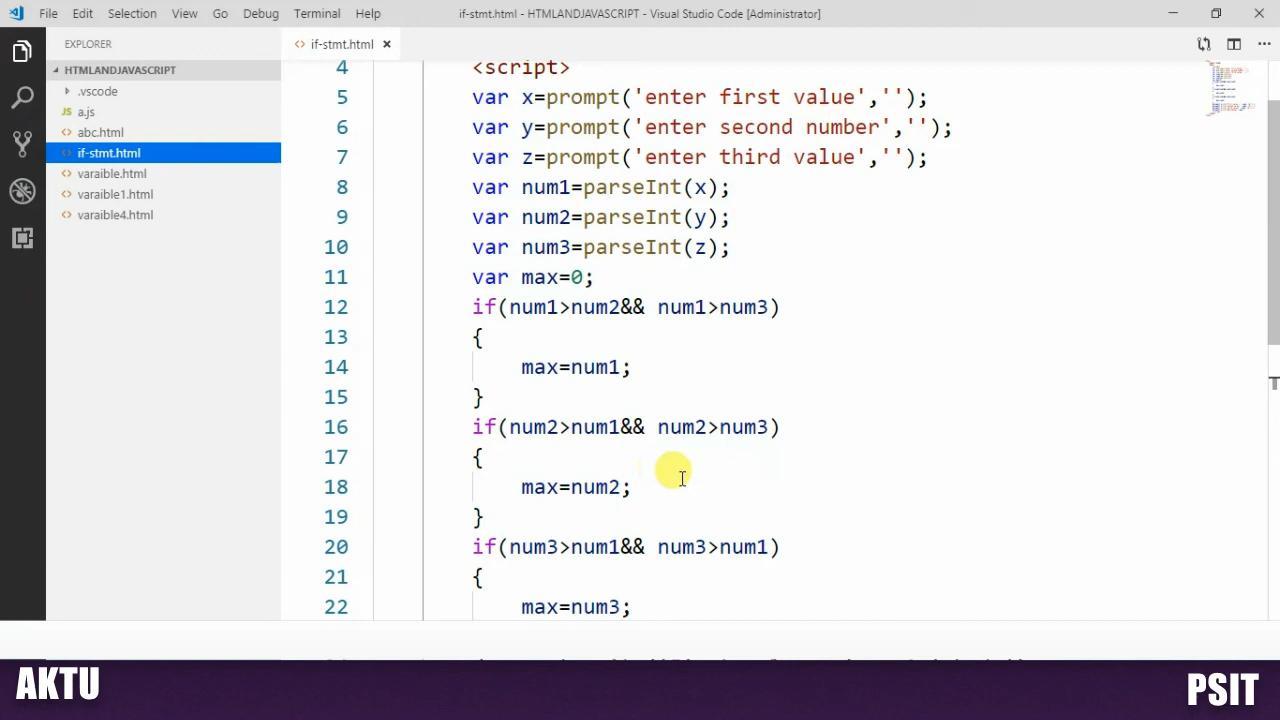 File Edit Selection View Go Debug Terminal Help if-stmt.html - HTMLANDJAVASCRIPT - Visual Studio Code [Administrator]
EXPLORER
HTMLANDJAVASCRIPT
.vscode
a.js
abc.html
if-stmt.html
varaible.html
varaible1.html
varaible4.html
if-stmt.html
4 <script>
5 var x=prompt('enter first value','');
6 var y=prompt('enter second number','');
7 var z=prompt('enter third value','');
8 var num1=parseInt(x);
9 var num2=parseInt(y);
10 var num3=parseInt(z);
11 var max=0;
12 if(num1>num2&& num1>num3)
13 {
14 max=num1;
15 }
16 if(num2>num1&& num2>num3)
17 {
18 max=num2;
19 }
20 if(num3>num1&& num3>num1)
21 {
22 max=num3;
AKTU
PSIT